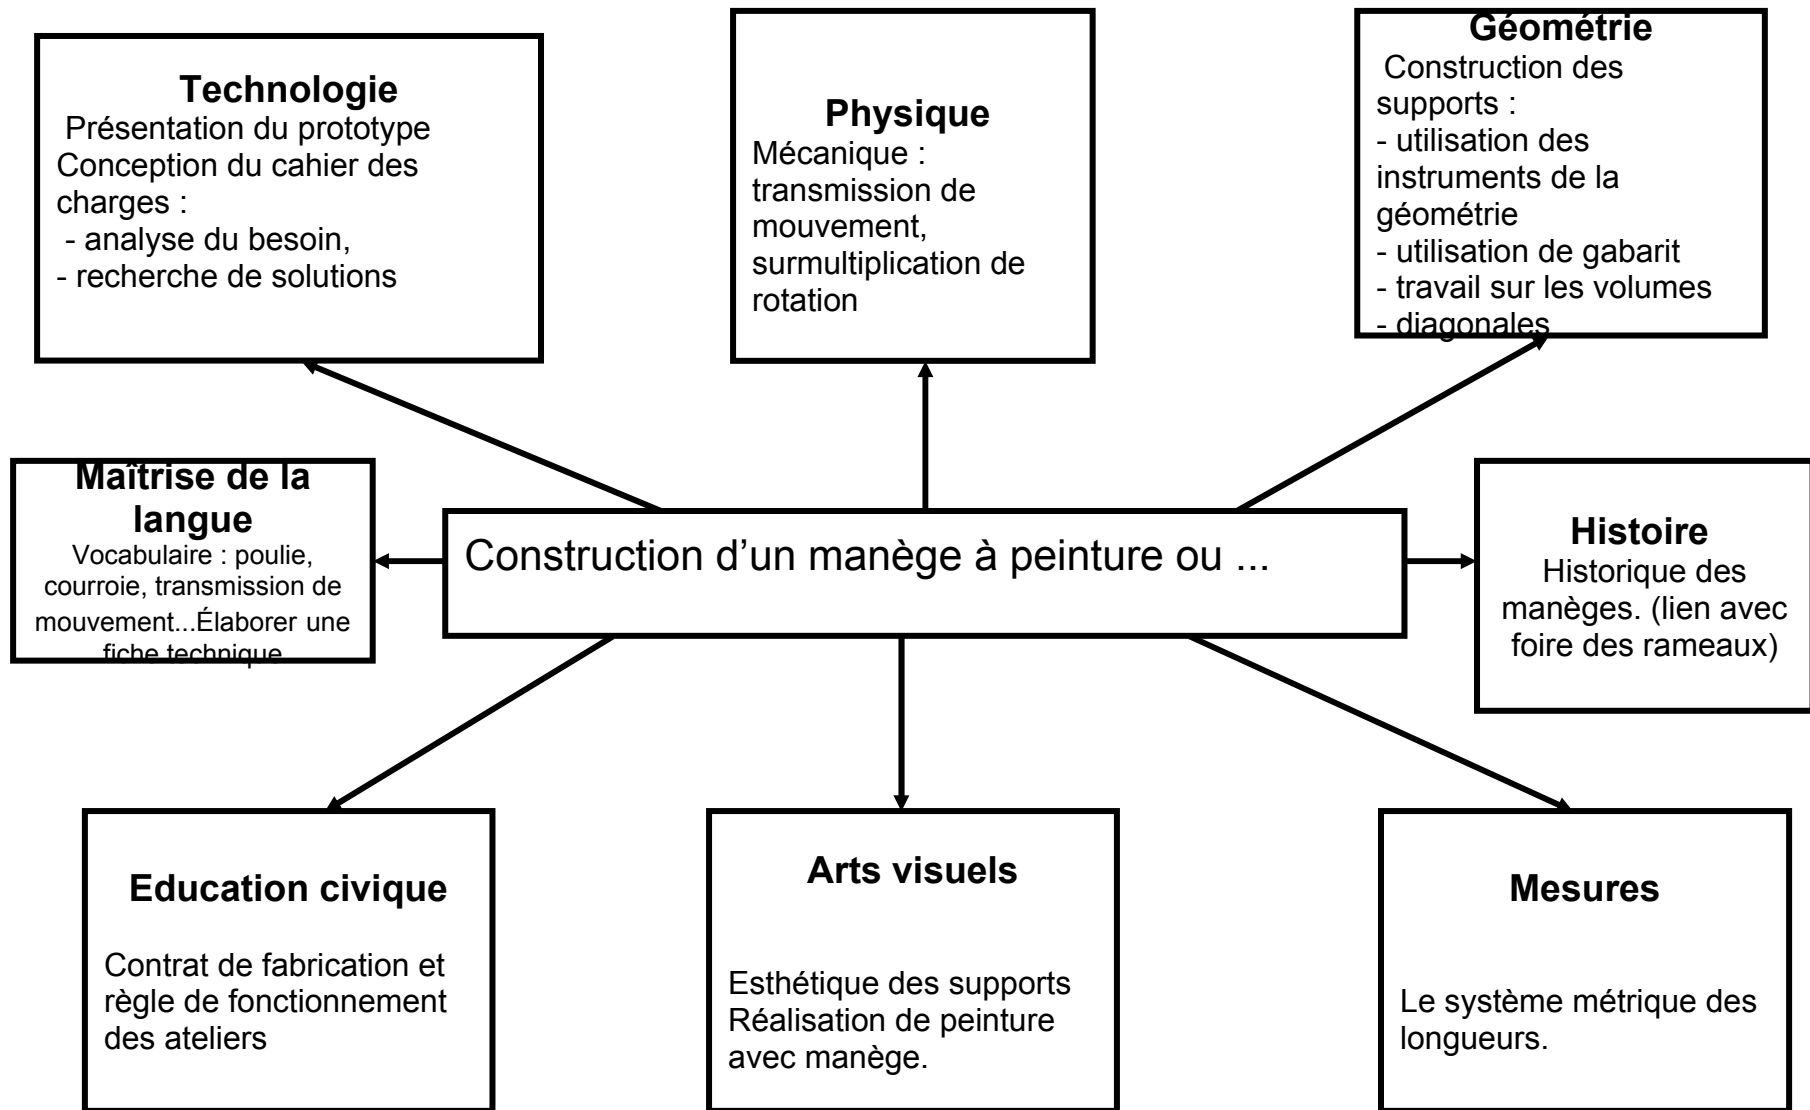 Technologie
Présentation du prototype
Conception du cahier des
charges :
- analyse du besoin,
- recherche de solutions
Physique
Mécanique :
transmission de
mouvement,
surmultiplication de
rotation
Géométrie
Construction des
supports :
- utilisation des
instruments de la
géométrie
- utilisation de gabarit
- travail sur les volumes
- diagonales
Maîtrise de la
langue
Vocabulaire : poulie,
courroie, transmission de
mouvement...Élaborer une
fiche technique
Construction d’un manège à peinture ou ...
Histoire
Historique des
manèges. (lien avec
foire des rameaux)
Education civique
Contrat de fabrication et
règle de fonctionnement
des ateliers
Arts visuels
Esthétique des supports
Réalisation de peinture
avec manège.
Mesures
Le système métrique des
longueurs.